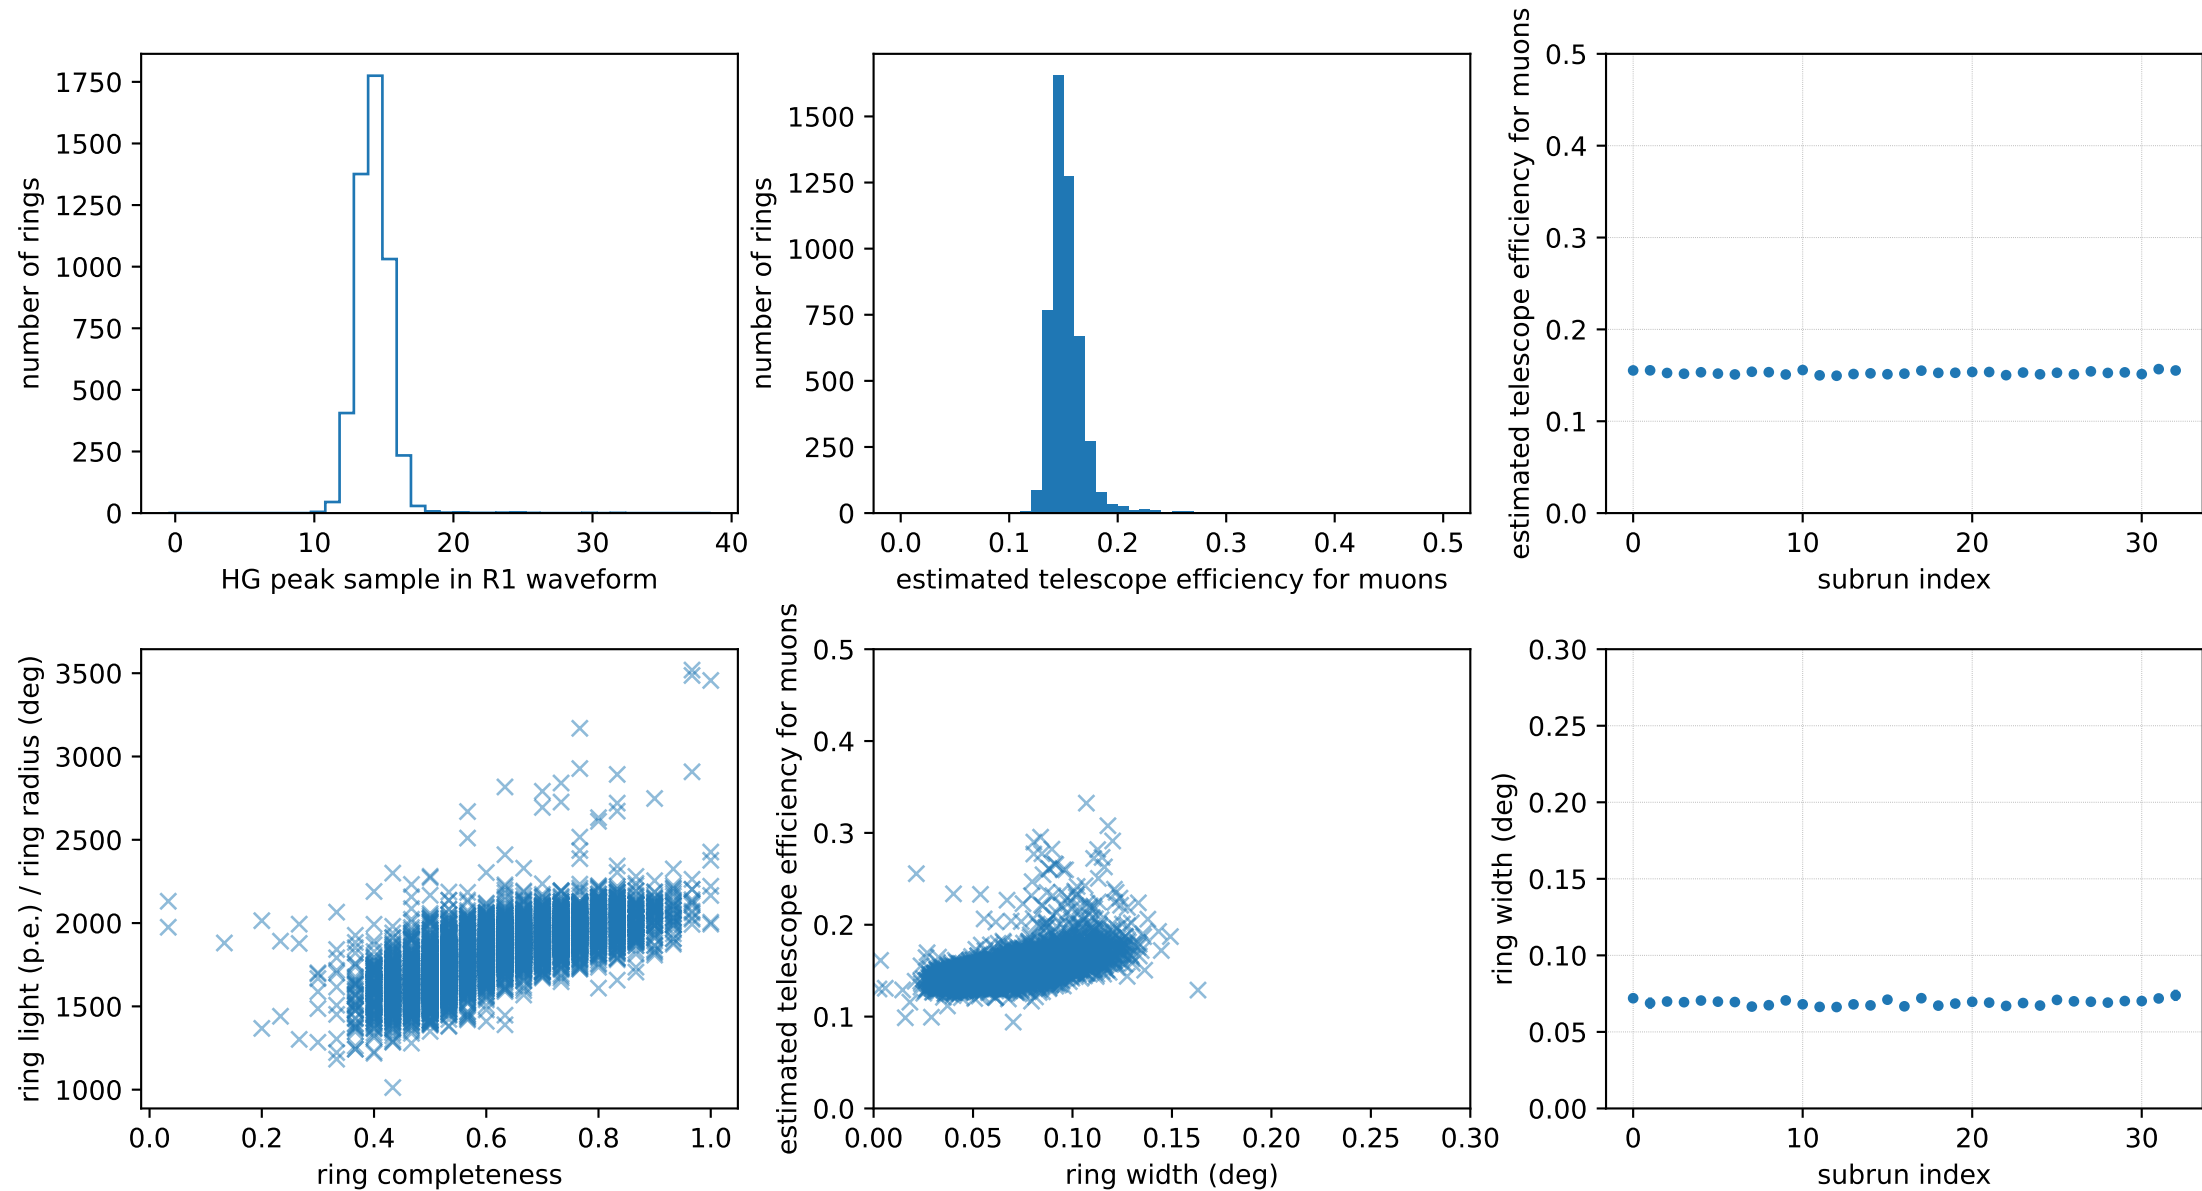 1750
1500
1250
1000
750
500
250
0
0 10 20 30 40
number of rings
HG peak sample in R1 waveform
1500
1250
1000
750
500
250
0
0.0 0.1 0.2 0.3 0.4 0.5
number of rings
estimated telescope efficiency for muons
0.5
0.4
0.3
0.2
0.1
0.0
0 10 20 30
estimated telescope efficiency for muons
subrun index
3500
3000
2500
2000
1500
1000
0.0 0.2 0.4 0.6 0.8 1.0
ring light (p.e.) / ring radius (deg)
ring completeness
0.5
0.4
0.3
0.2
0.1
0.0
0.00 0.05 0.10 0.15 0.20 0.25 0.30
estimated telescope efficiency for muons
ring width (deg)
0.30
0.25
0.20
0.15
0.10
0.05
0.00
0 10 20 30
ring width (deg)
subrun index